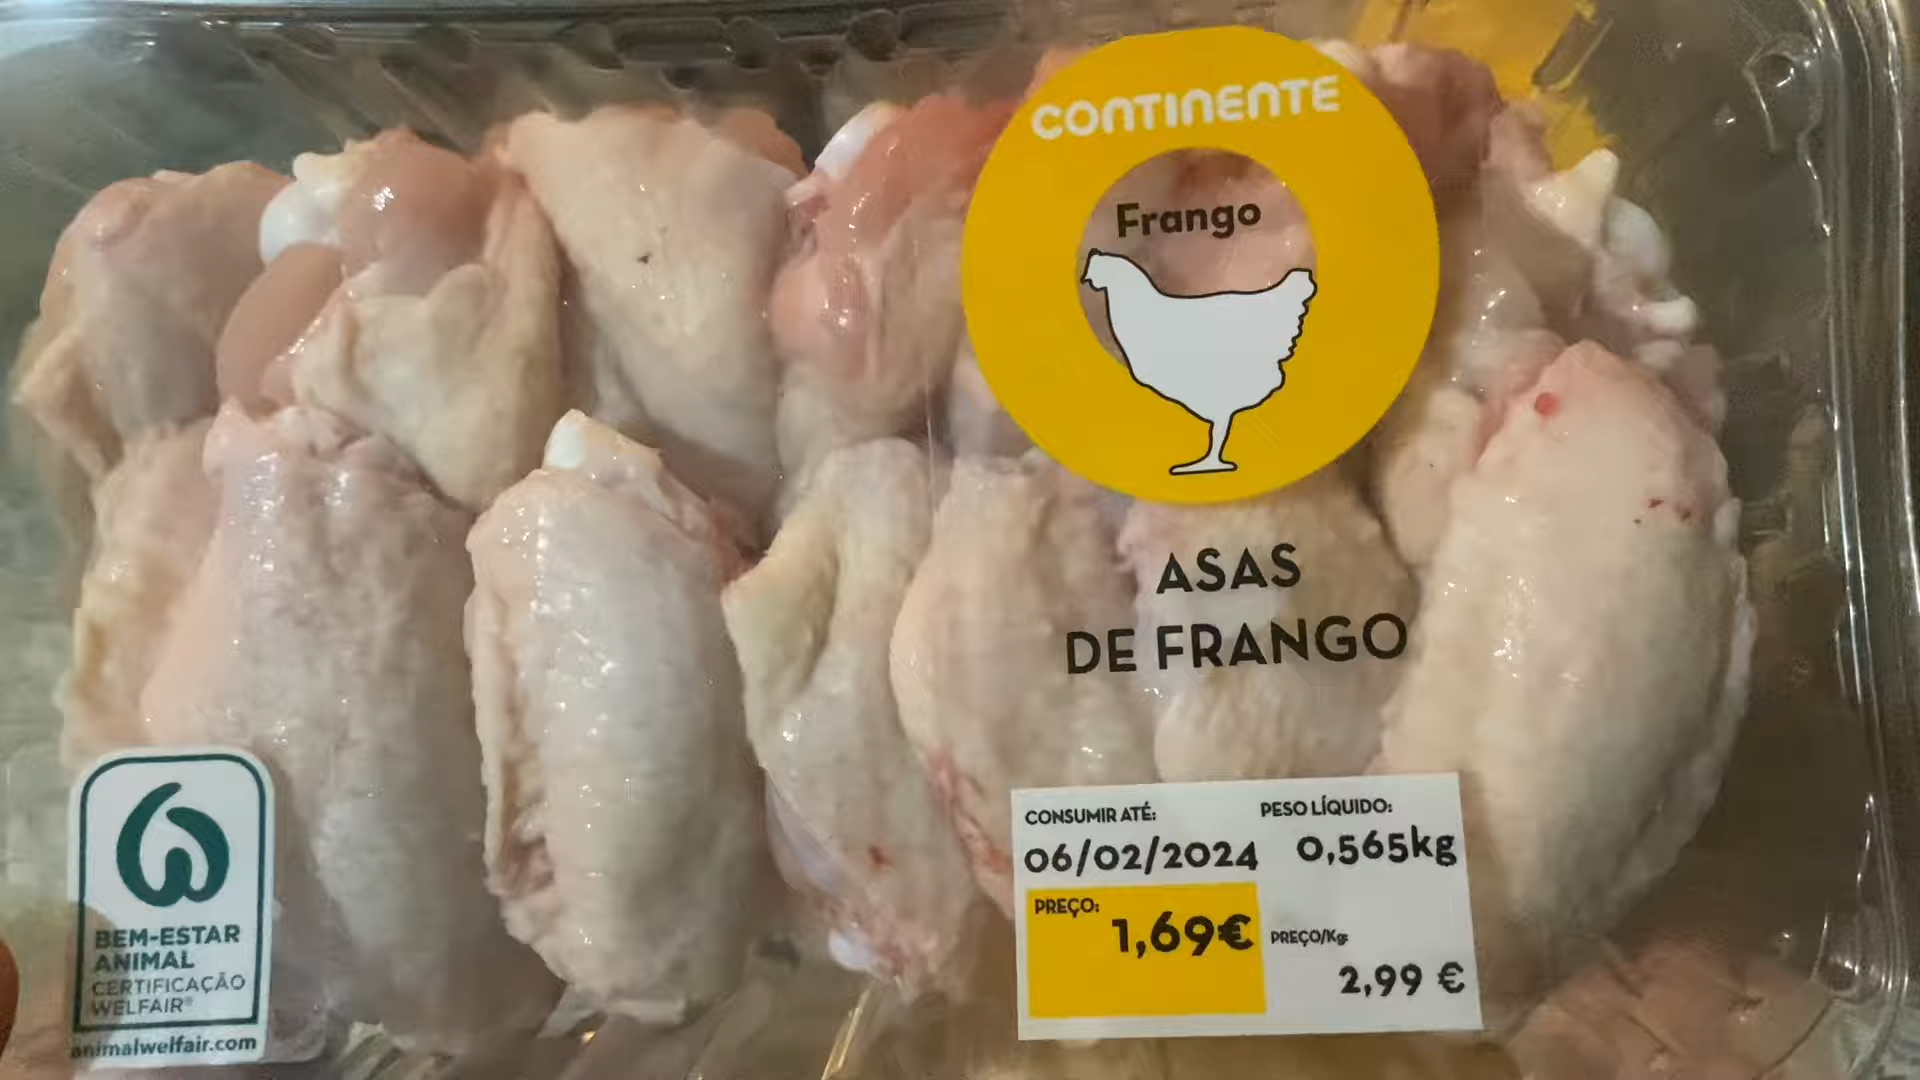 CONTINENTE
Frango
ASAS
DE FRANGO
CONSUMIR ATÉ:
06/02/2024
PESO LÍQUIDO:
0,565kg
PREÇO:
1,69€
PREÇO/Kg:
2,99 €
BEM-ESTAR
ANIMAL
CERTIFICAÇÃO
WELFAIR®
animalwelfair.com